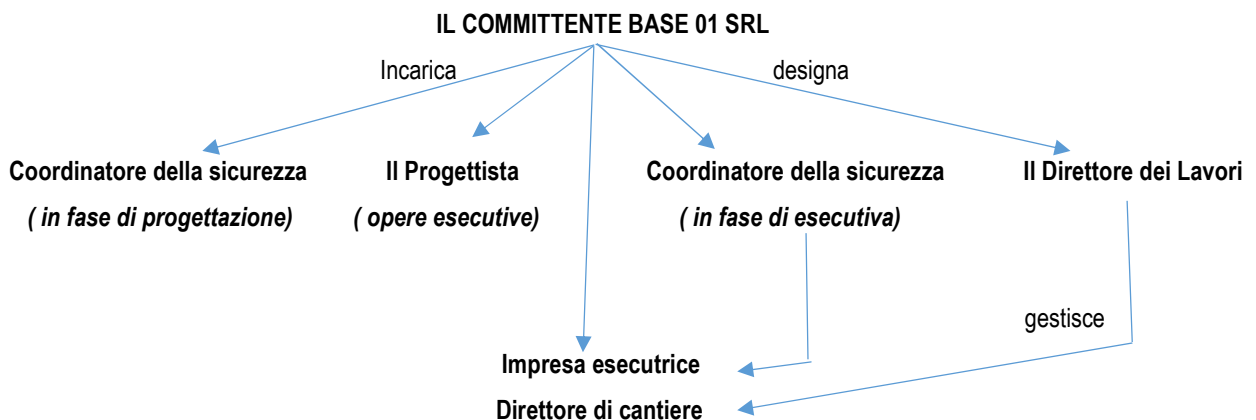 IL COMMITTENTE BASE 01 SRL
Incarica
designa
Coordinatore della sicurezza
Il Progettista
Coordinatore della sicurezza
Il Direttore dei Lavori
( in fase di progettazione)
( opere esecutive)
( in fase di esecutiva)
gestisce
Impresa esecutrice
Direttore di cantiere